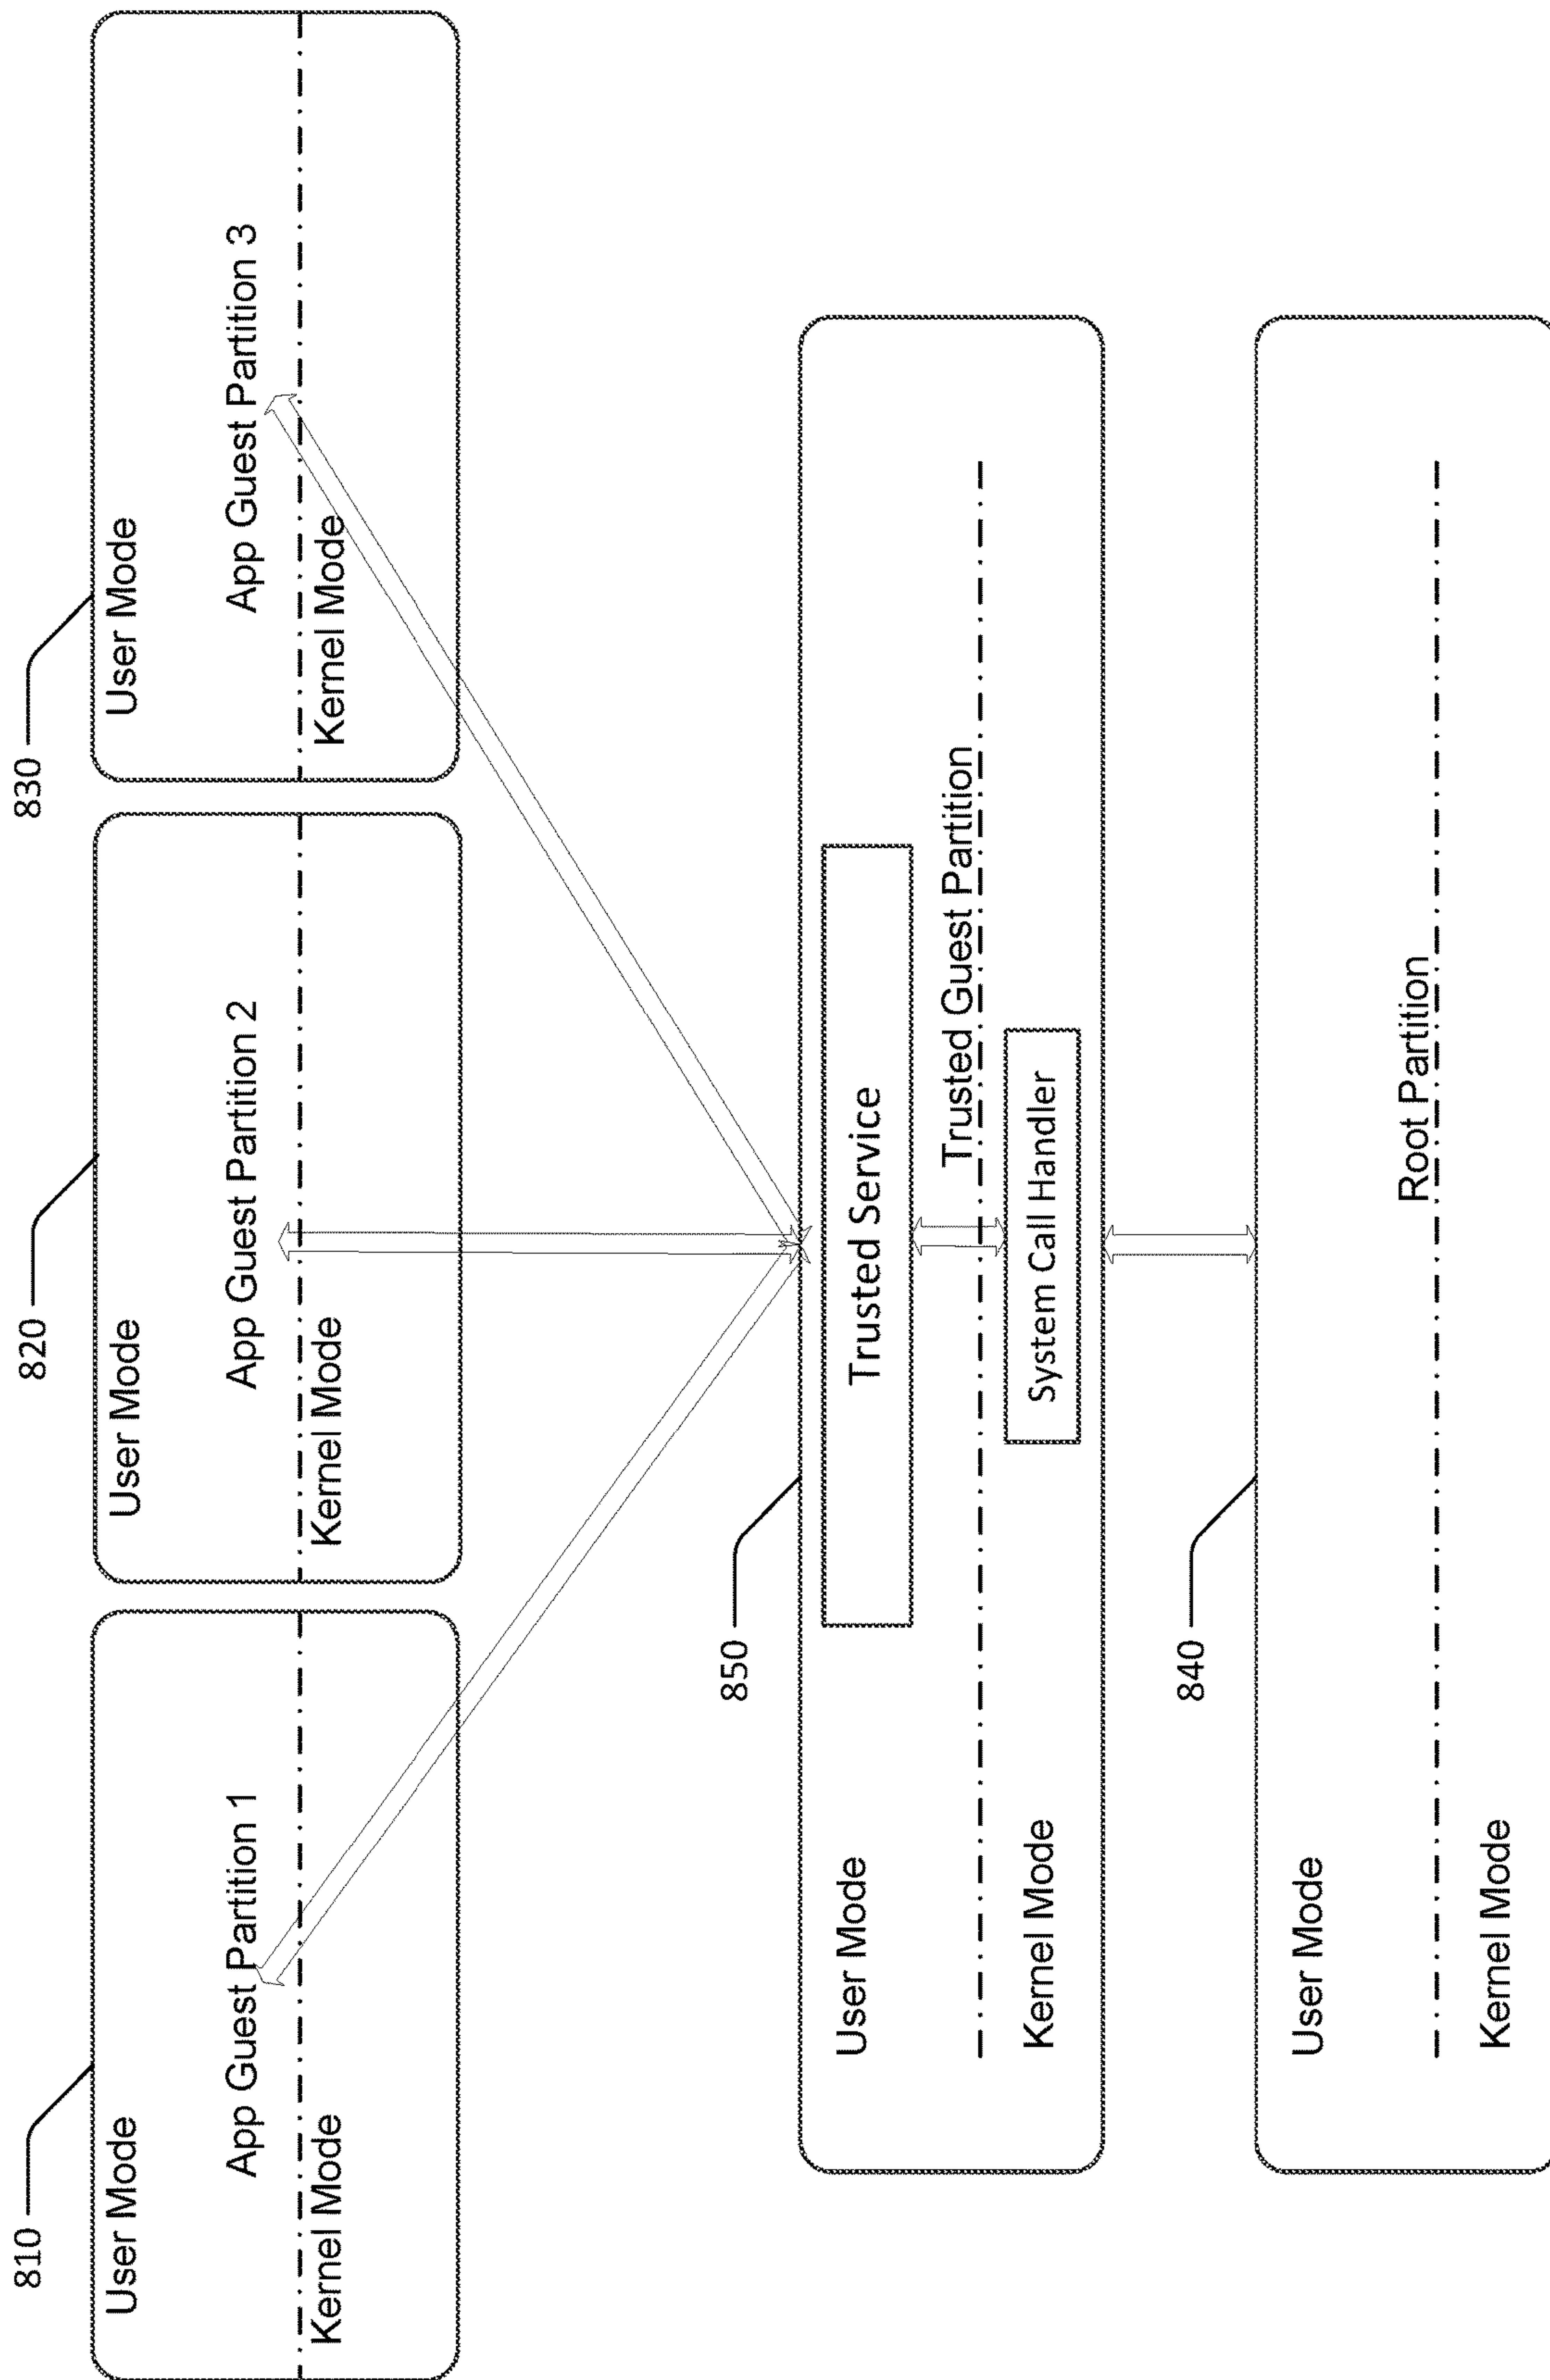 810
User Mode
App Guest Partition 1
Kernel Mode
820
User Mode
App Guest Partition 2
Kernel Mode
830
User Mode
App Guest Partition 3
Kernel Mode
850
User Mode
Trusted Service
Trusted Guest Partition
Kernel Mode
System Call Handler
840
User Mode
Root Partition
Kernel Mode